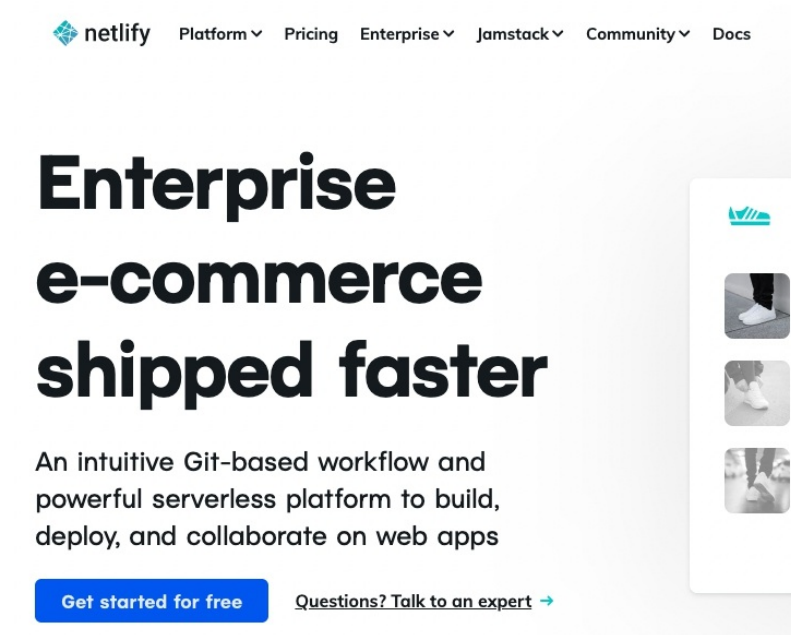 netlify Platform Pricing Enterprise Jamstack Community Docs
Enterprise
e-commerce
shipped faster
An intuitive Git-based workflow and
powerful serverless platform to build,
deploy, and collaborate on web apps
Get started for free Questions? Talk to an expert →